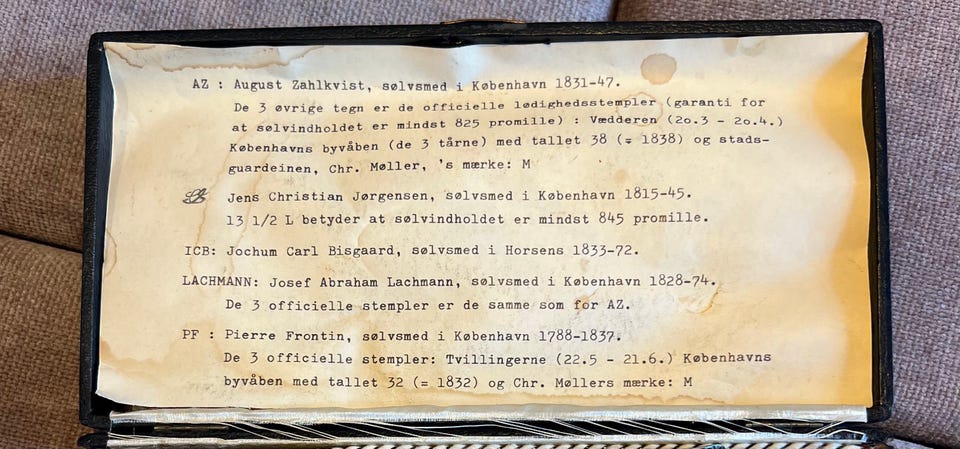 AZ : August Zahlkvist, sølvsmed i København 1831-47.
De 3 øvrige tegn er de officielle lødighedsstempler (garanti for
at sølvindholdet er mindst 825 promille) : Vædderen (20.3 - 20.4.)
Københavns byvåben (de 3 tårne) med tallet 38 (= 1838) og stads-
guardeinen, Chr. Møller, 's mærke: M
Jens Christian Jørgensen, sølvsmed i København 1815-45.
13 1/2 L betyder at sølvindholdet er mindst 845 promille.
ICB: Jochum Carl Bisgaard, sølvsmed i Horsens 1833-72.
LACHMANN: Josef Abraham Lachmann, sølvsmed i København 1828-74.
De 3 officielle stempler er de samme som for AZ.
PF : Pierre Frontin, sølvsmed i København 1788-1837.
De 3 officielle stempler: Tvillingerne (22.5 - 21.6.) Københavns
byvåben med tallet 32 (= 1832) og Chr. Møllers mærke: M